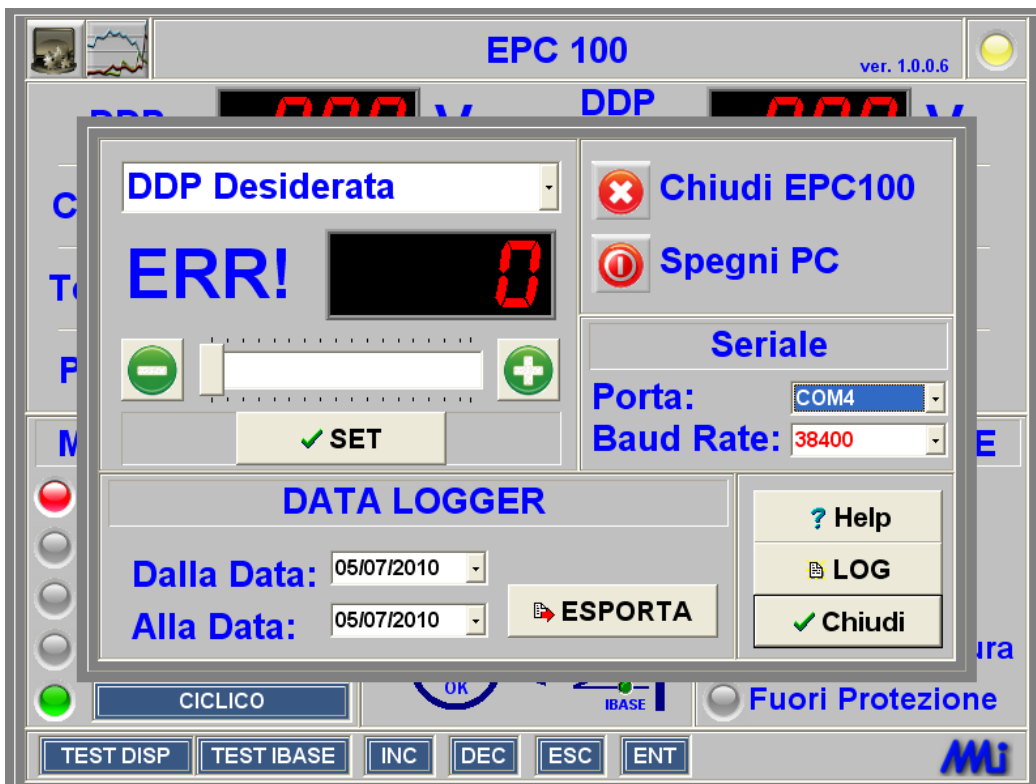 EPC 100
ver. 1.0.0.6
DDP
V
DDP
V
DDP Desiderata
ERR!
0
SET
Chiudi EPC100
Spegni PC
Seriale
Porta: COM4
Baud Rate: 38400
DATA LOGGER
Dalla Data: 05/07/2010
Alla Data: 05/07/2010
ESPORTA
? Help
LOG
Chiudi
CICLICO
OK
IBASE
Fuori Protezione
TEST DISP TEST IBASE INC DEC ESC ENT